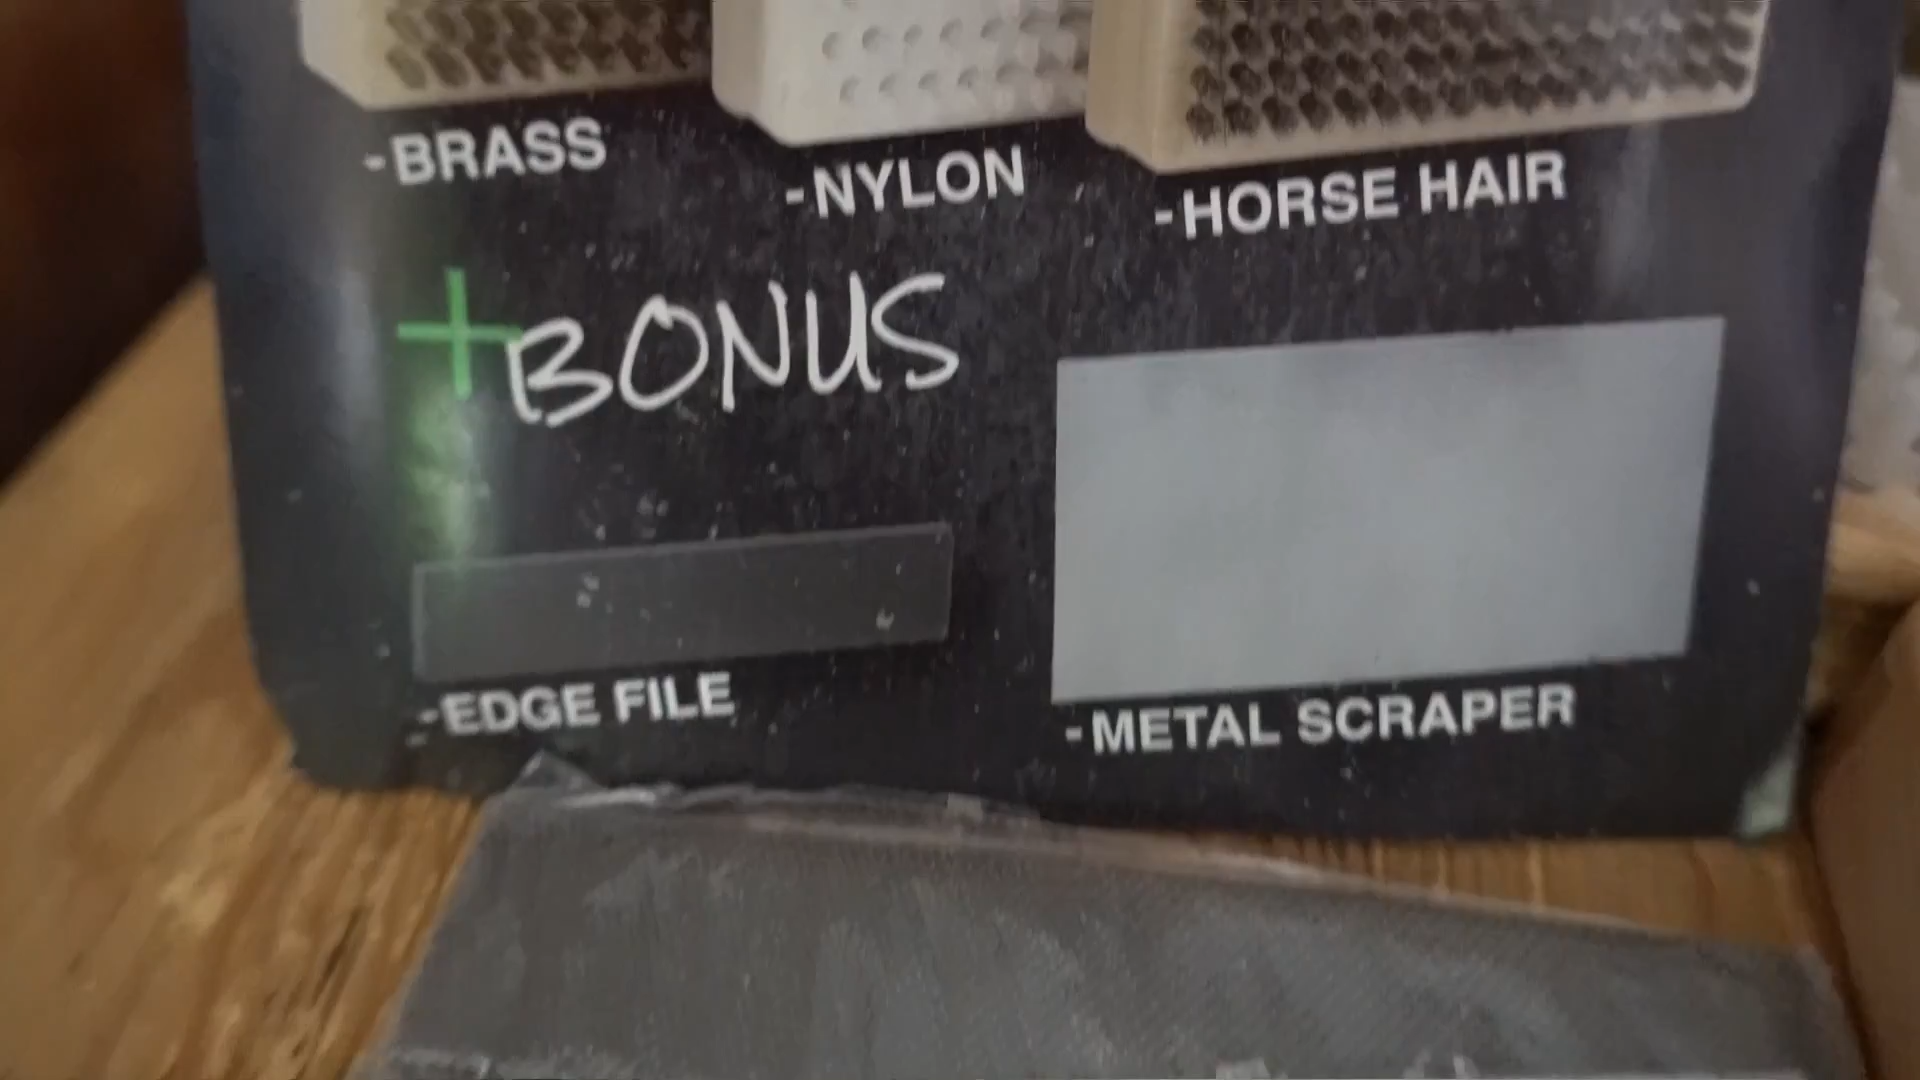 -BRASS
-NYLON
-HORSE HAIR
+BONUS
-EDGE FILE
-METAL SCRAPER